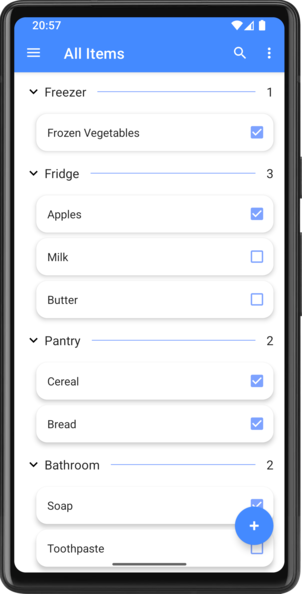 20:57
All Items
Freezer 1
Frozen Vegetables
Fridge 3
Apples
Milk
Butter
Pantry 2
Cereal
Bread
Bathroom 2
Soap
Toothpaste